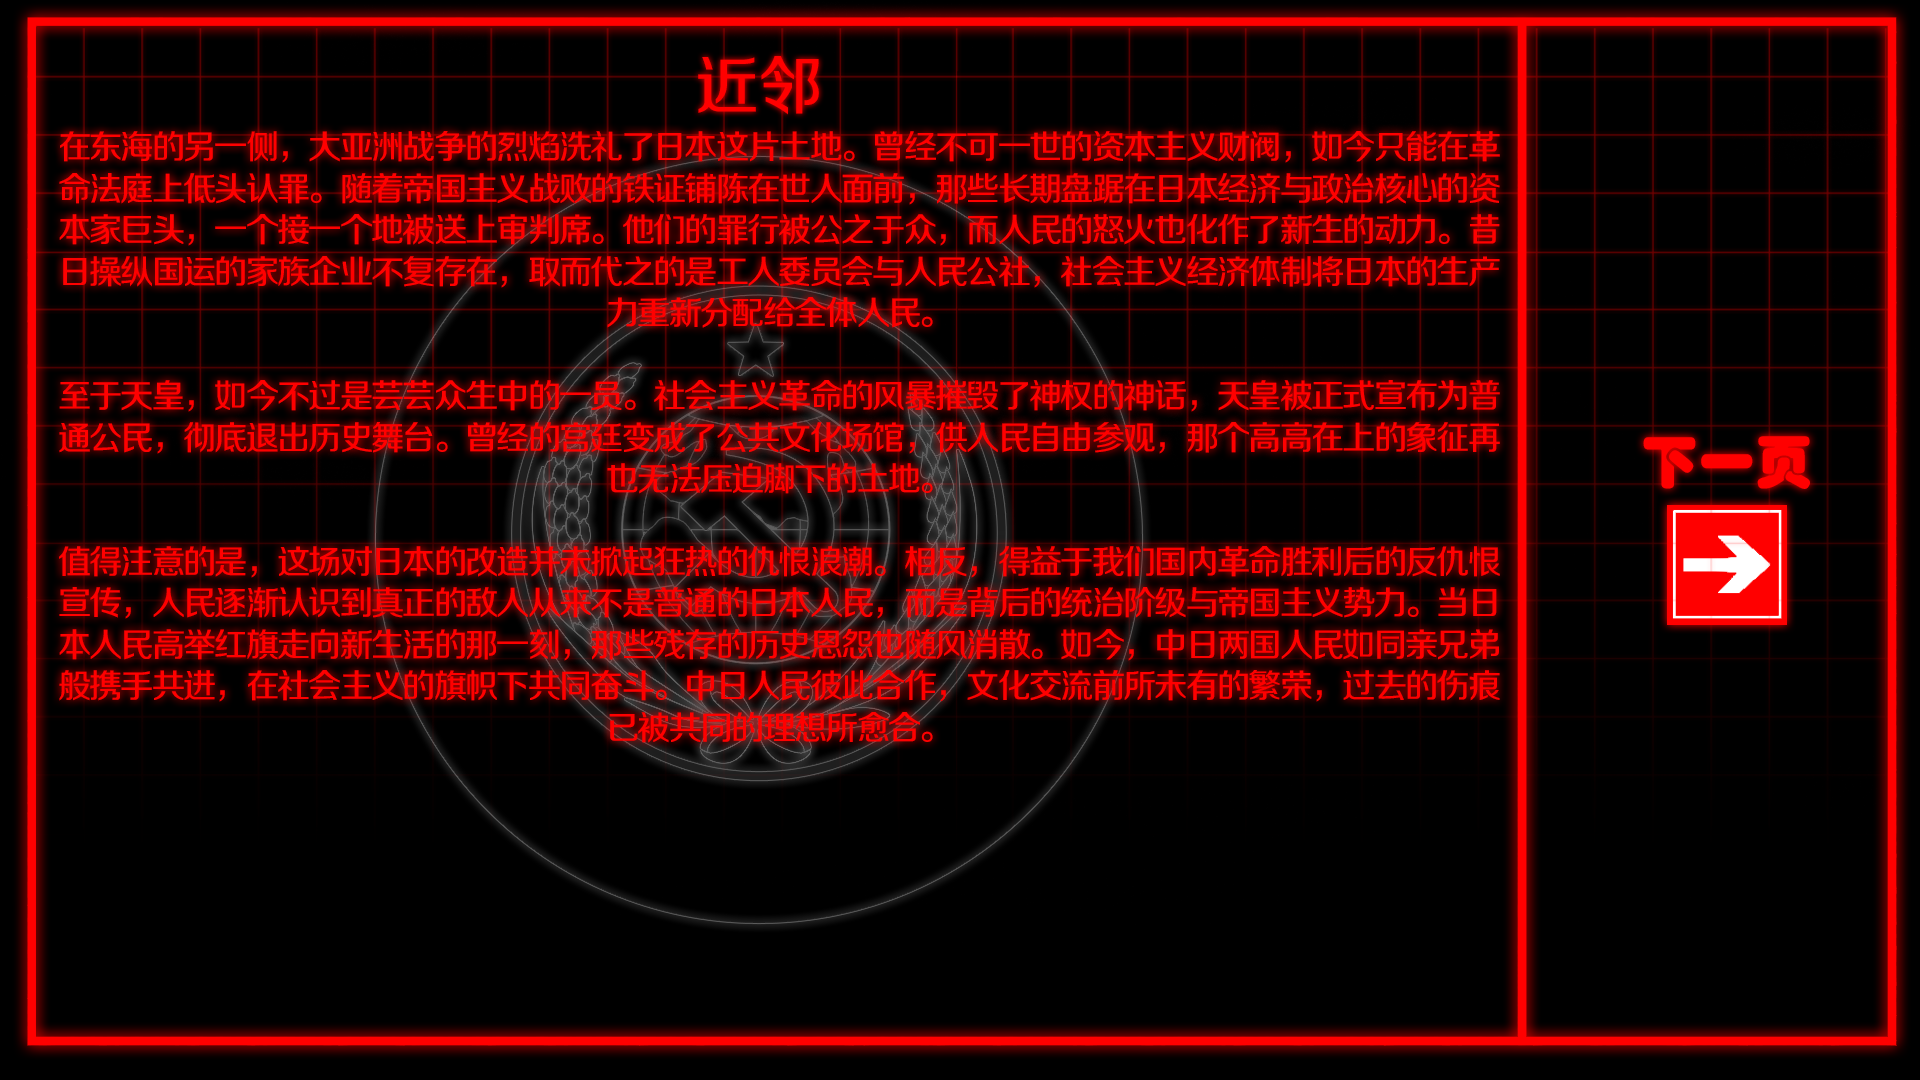 近邻
在东海的另一侧，大亚洲战争的烈焰洗礼了日本这片土地。曾经不可一世的资本主义财阀，如今只能在革
命法庭上低头认罪。随着帝国主义战败的铁证铺陈在世人面前，那些长期盘踞在日本经济与政治核心的资
本家巨头，一个接一个地被送上审判席。他们的罪行被公之于众，而人民的怒火也化作了新生的动力。昔
日操纵国运的家族企业不复存在，取而代之的是工人委员会与人民公社，社会主义经济体制将日本的生产
力重新分配给全体人民。
至于天皇，如今不过是芸芸众生中的一员。社会主义革命的风暴摧毁了神权的神话，天皇被正式宣布为普
通公民，彻底退出历史舞台。曾经的宫廷变成了公共文化场馆，供人民自由参观，那个高高在上的象征再
也无法压迫脚下的土地。
值得注意的是，这场对日本的改造并未掀起狂热的仇恨浪潮。相反，得益于我们国内革命胜利后的反仇恨
宣传，人民逐渐认识到真正的敌人从来不是普通的日本人民，而是背后的统治阶级与帝国主义势力。当日
本人民高举红旗走向新生活的那一刻，那些残存的历史恩怨也随风消散。如今，中日两国人民如同亲兄弟
般携手共进，在社会主义的旗帜下共同奋斗。中日人民彼此合作，文化交流前所未有的繁荣，过去的伤痕
已被共同的理想所愈合。
下一页